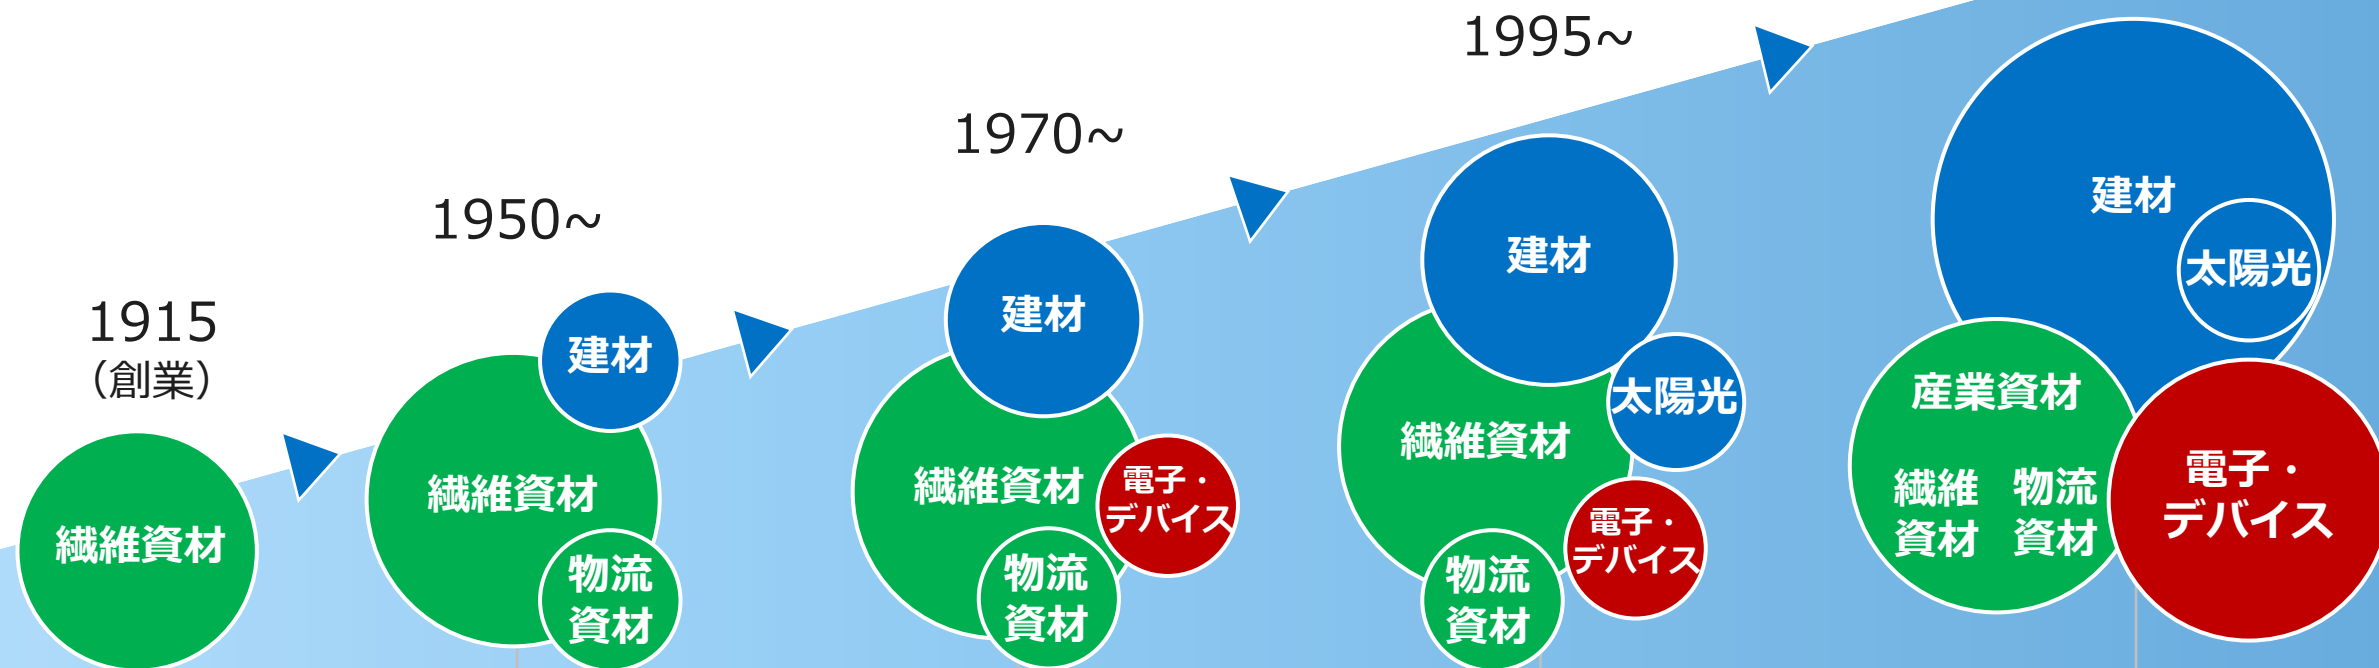 1915
（創業）
繊維資材
1950~
建材
繊維資材
物流
資材
1970~
建材
繊維資材
電子・
デバイス
物流
資材
1995~
建材
太陽光
繊維資材
電子・
デバイス
物流
資材
建材
太陽光
産業資材
繊維
資材
物流
資材
電子・
デバイス